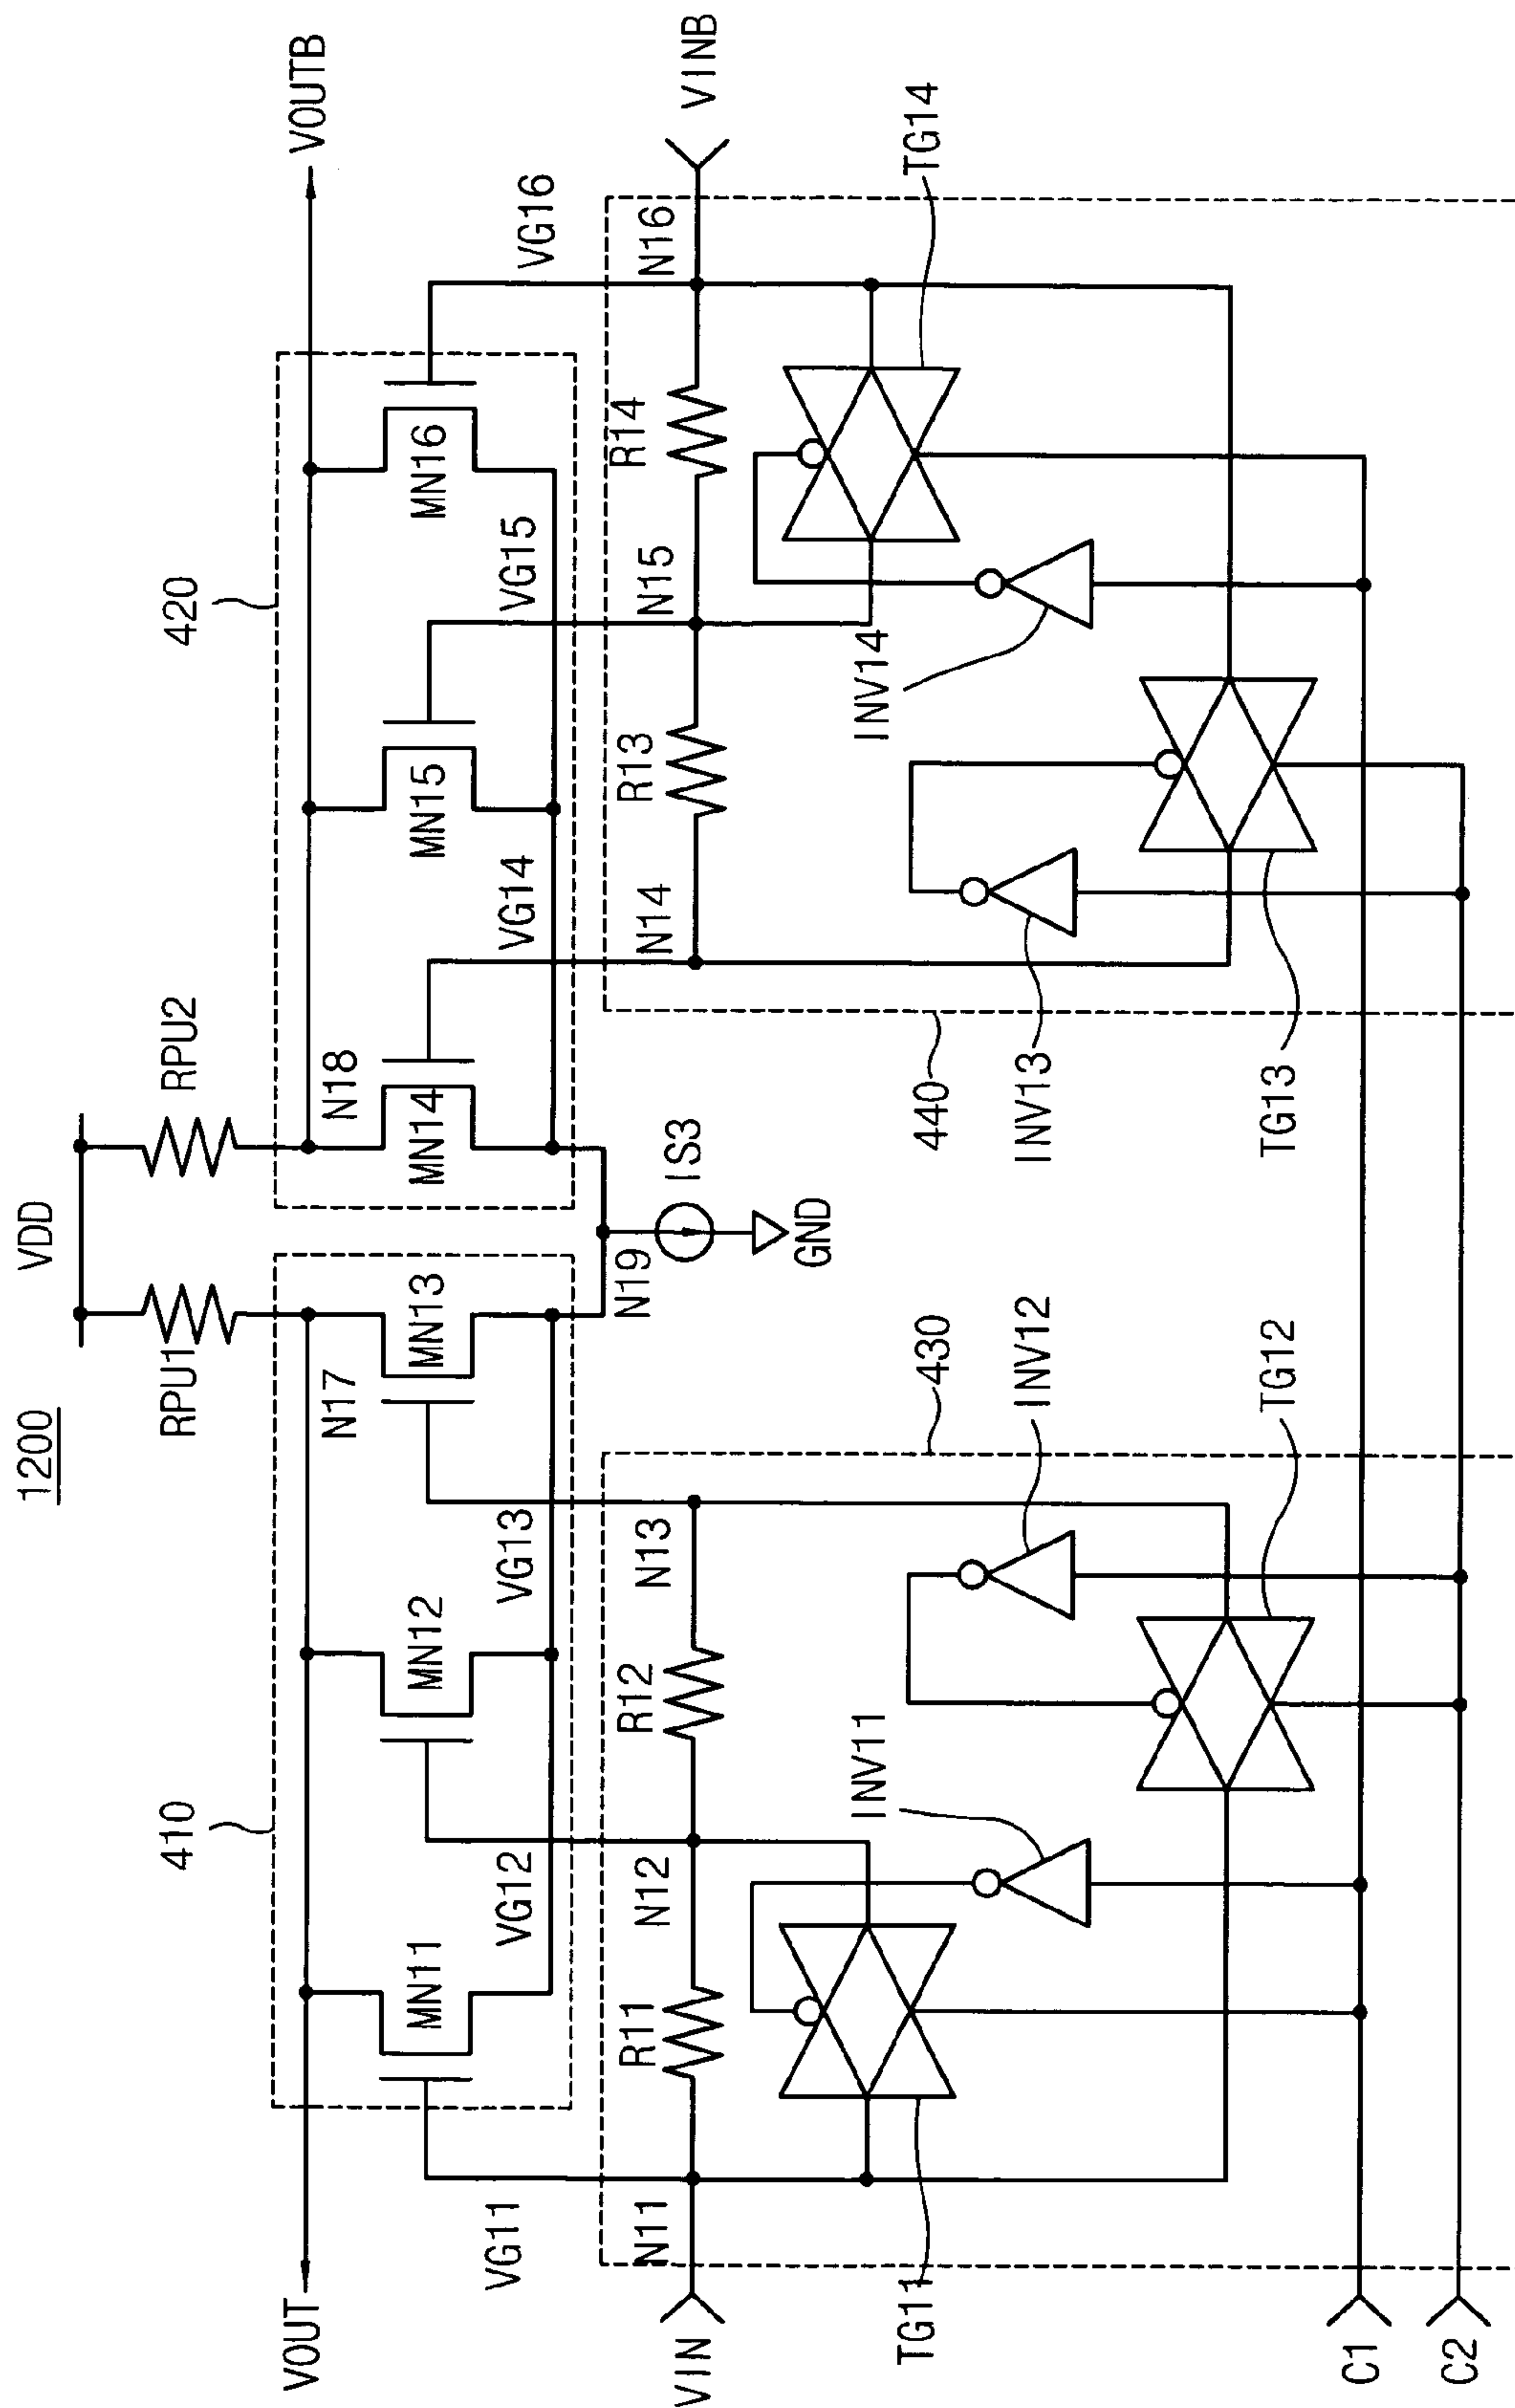 1200
VDD
RPU1
RPU2
VOUT
VOUTB
410
420
N17
N18
MN11
MN12
MN13
MN14
MN15
MN16
VG11
VG12
VG13
VG14
VG15
VG16
N19
IS3
GND
VIN
VINB
N11
R11
N12
R12
N13
N14
R13
N15
R14
N16
430
440
TG11
INV11
INV12
TG12
INV13
TG13
INV14
TG14
C1
C2